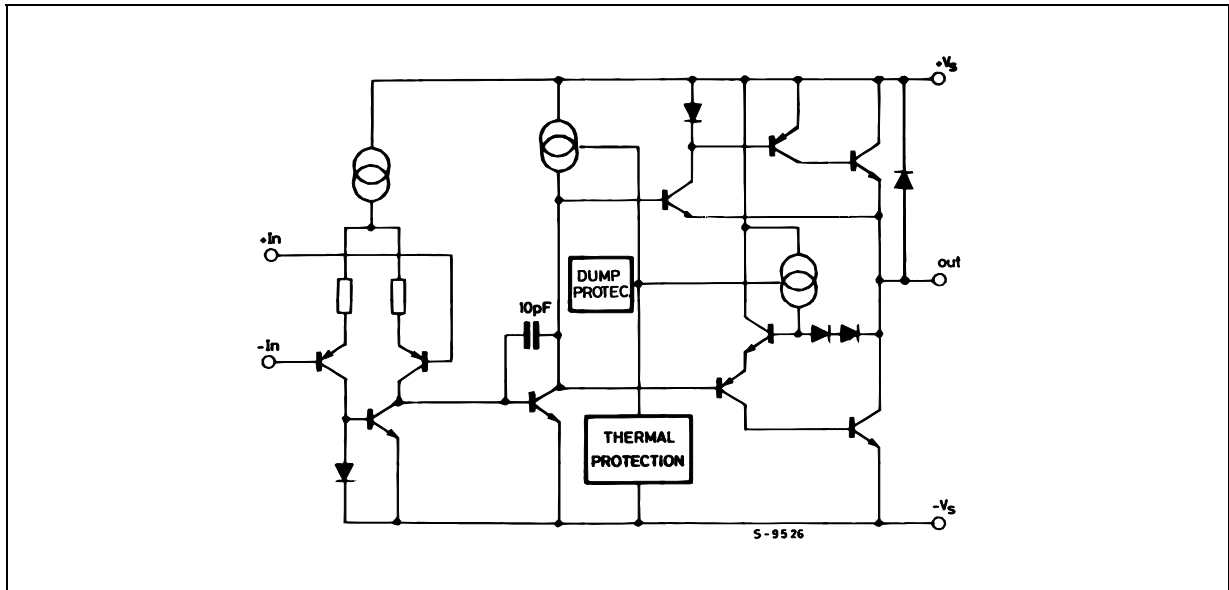 +Vs
+In
out
DUMP
PROTEC.
10pF
-In
THERMAL
PROTECTION
-Vs
S-9526